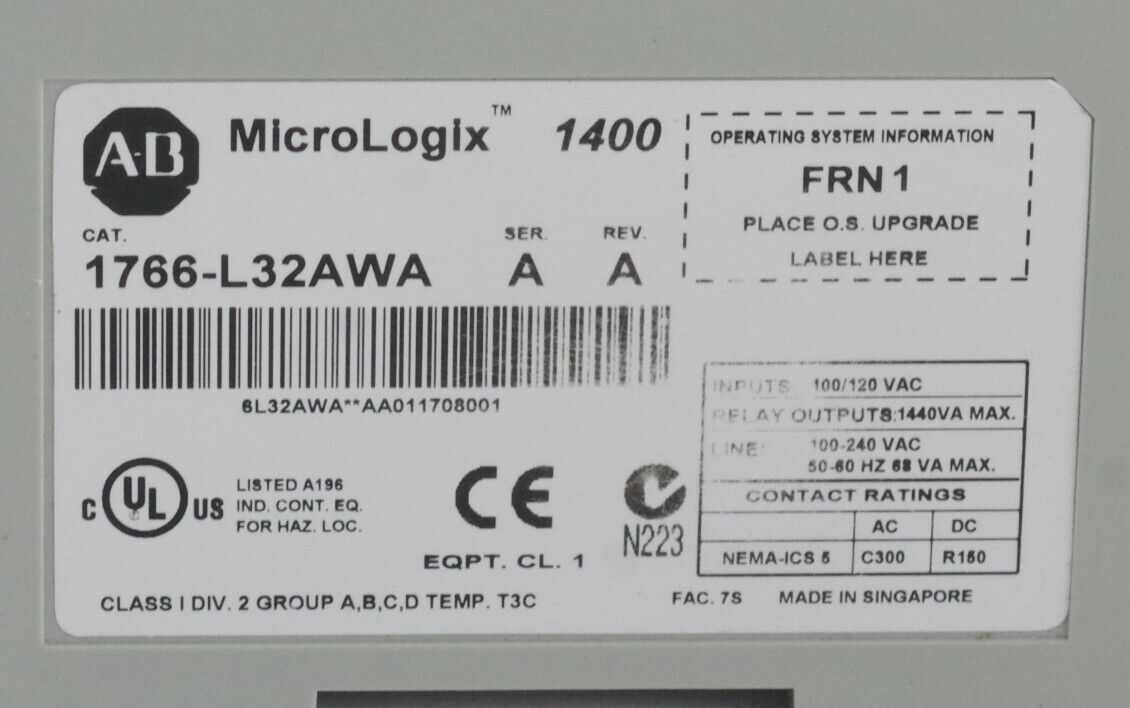 A-B
MicroLogix™ 1400
OPERATING SYSTEM INFORMATION
FRN 1
PLACE O.S. UPGRADE
LABEL HERE
CAT.
SER.
REV.
1766-L32AWA
A
A
6L32AWA**AA011708001
INPUTS: 100/120 VAC
RELAY OUTPUTS:1440VA MAX.
LINE: 100-240 VAC
50-60 HZ 68 VA MAX.
CONTACT RATINGS
AC DC
NEMA-ICS 5 C300 R150
C UL US
LISTED A196
IND. CONT. EQ.
FOR HAZ. LOC.
CE
N223
EQPT. CL. 1
CLASS I DIV. 2 GROUP A,B,C,D TEMP. T3C
FAC. 7S MADE IN SINGAPORE